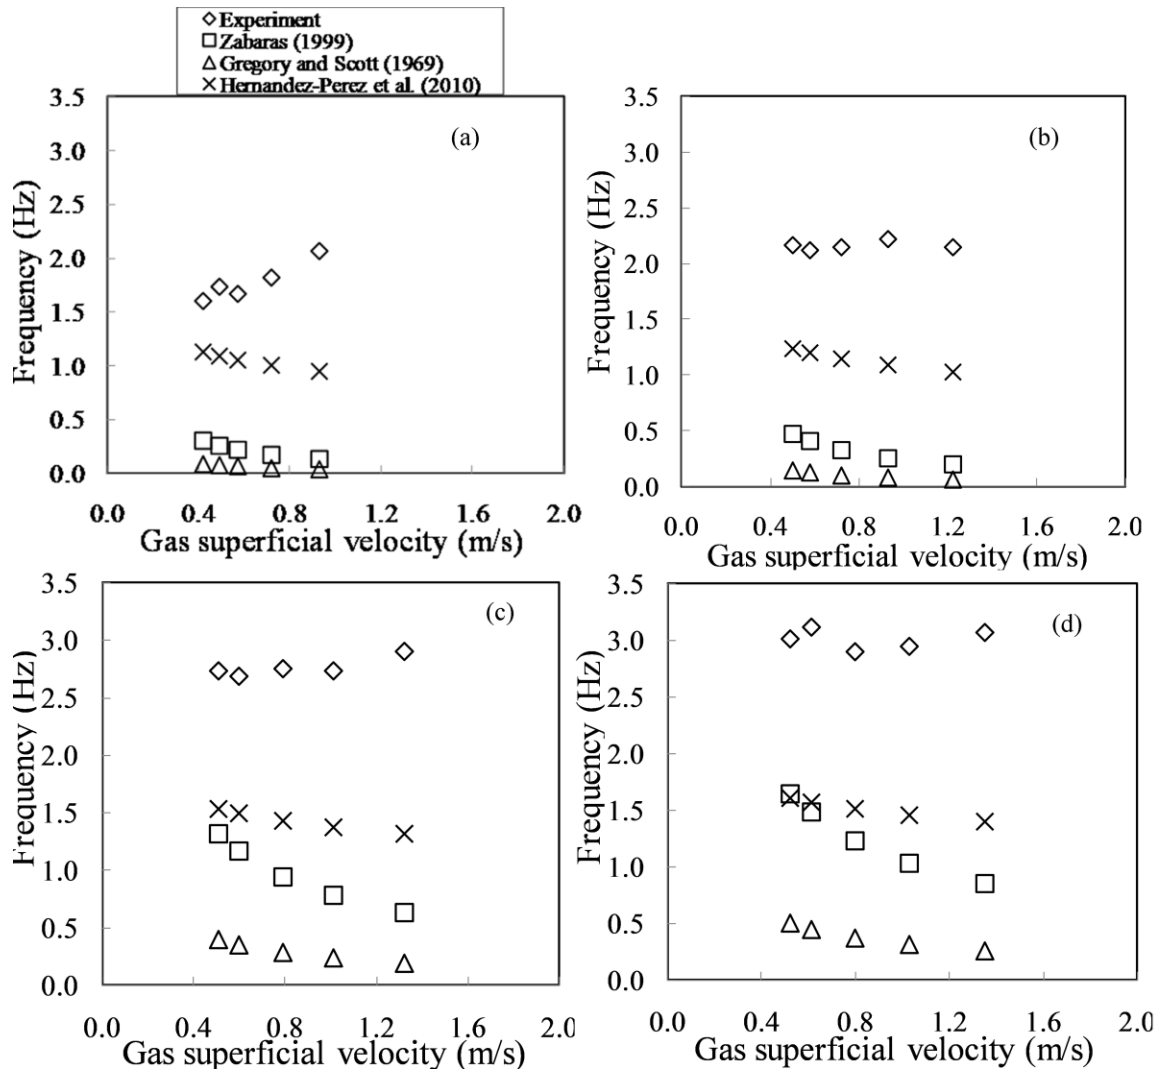 Experiment
Zabaras (1999)
Gregory and Scott (1969)
Hernandez-Perez et al. (2010)
3.5
3.0
2.5
2.0
1.5
1.0
0.5
0.0
Frequency (Hz)
(a)
0.0 0.4 0.8 1.2 1.6 2.0
Gas superficial velocity (m/s)
3.5
3.0
2.5
2.0
1.5
1.0
0.5
0.0
Frequency (Hz)
(b)
0.0 0.4 0.8 1.2 1.6 2.0
Gas superficial velocity (m/s)
3.5
3.0
2.5
2.0
1.5
1.0
0.5
0.0
Frequency (Hz)
(c)
0.0 0.4 0.8 1.2 1.6 2.0
Gas superficial velocity (m/s)
3.5
3.0
2.5
2.0
1.5
1.0
0.5
0.0
Frequency (Hz)
(d)
0.0 0.4 0.8 1.2 1.6 2.0
Gas superficial velocity (m/s)